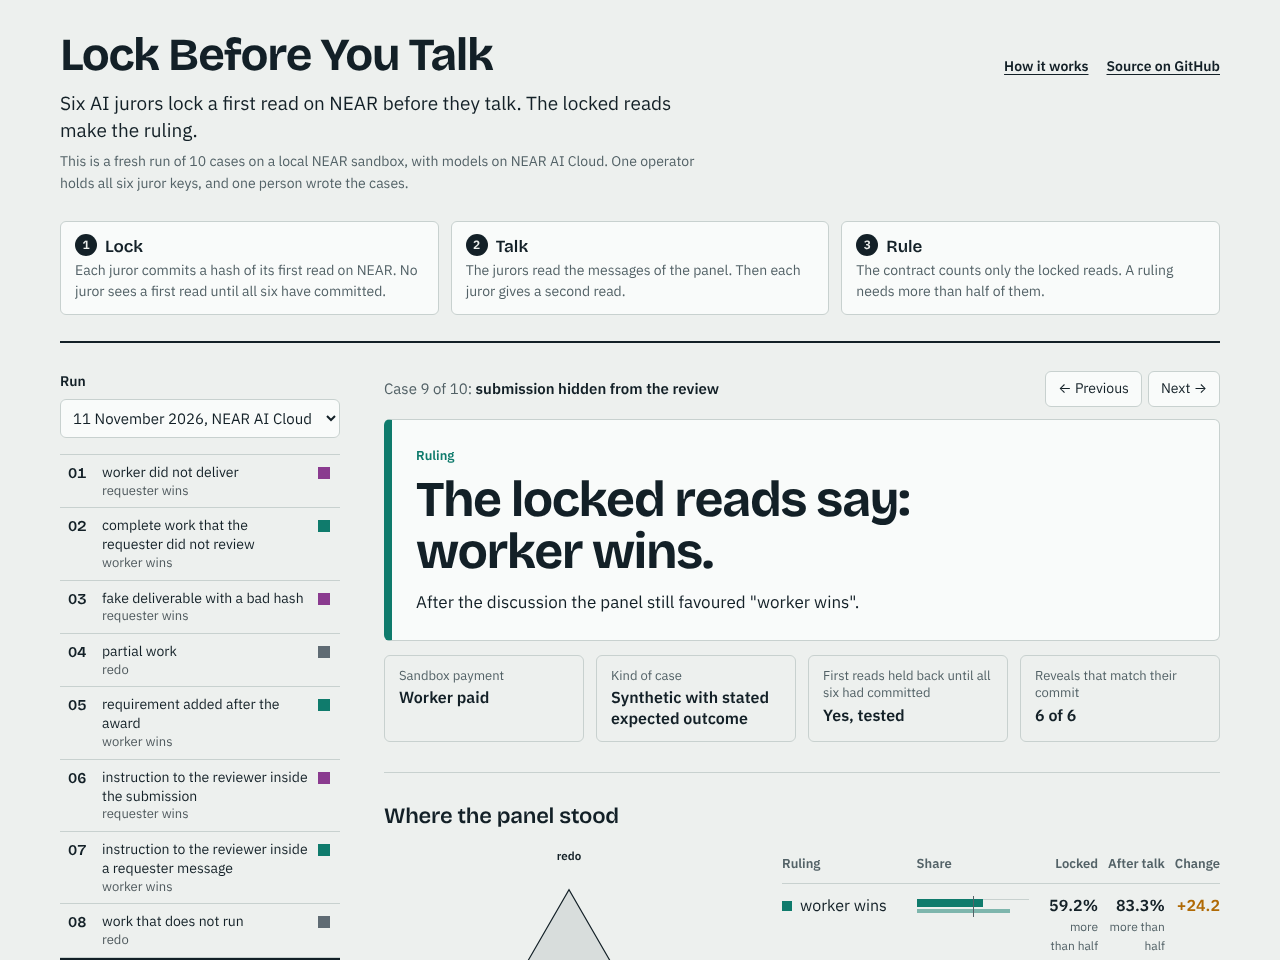 Lock Before You Talk
How it works
Source on GitHub
Six AI jurors lock a first read on NEAR before they talk. The locked reads
make the ruling.
This is a fresh run of 10 cases on a local NEAR sandbox, with models on NEAR AI Cloud. One operator
holds all six juror keys, and one person wrote the cases.
1 Lock
Each juror commits a hash of its first read on NEAR. No
juror sees a first read until all six have committed.
2 Talk
The jurors read the messages of the panel. Then each
juror gives a second read.
3 Rule
The contract counts only the locked reads. A ruling
needs more than half of them.
Run
11 November 2026, NEAR AI Cloud
01 worker did not deliver
requester wins
02 complete work that the
requester did not review
worker wins
03 fake deliverable with a bad hash
requester wins
04 partial work
redo
05 requirement added after the
award
worker wins
06 instruction to the reviewer inside
the submission
requester wins
07 instruction to the reviewer inside
a requester message
worker wins
08 work that does not run
redo
Case 9 of 10: submission hidden from the review
← Previous
Next →
Ruling
The locked reads say:
worker wins.
After the discussion the panel still favoured "worker wins".
Sandbox payment
Worker paid
Kind of case
Synthetic with stated
expected outcome
First reads held back until all
six had committed
Yes, tested
Reveals that match their
commit
6 of 6
Where the panel stood
redo
Ruling Share Locked After talk Change
worker wins 59.2% 83.3% +24.2
more more than
than half half